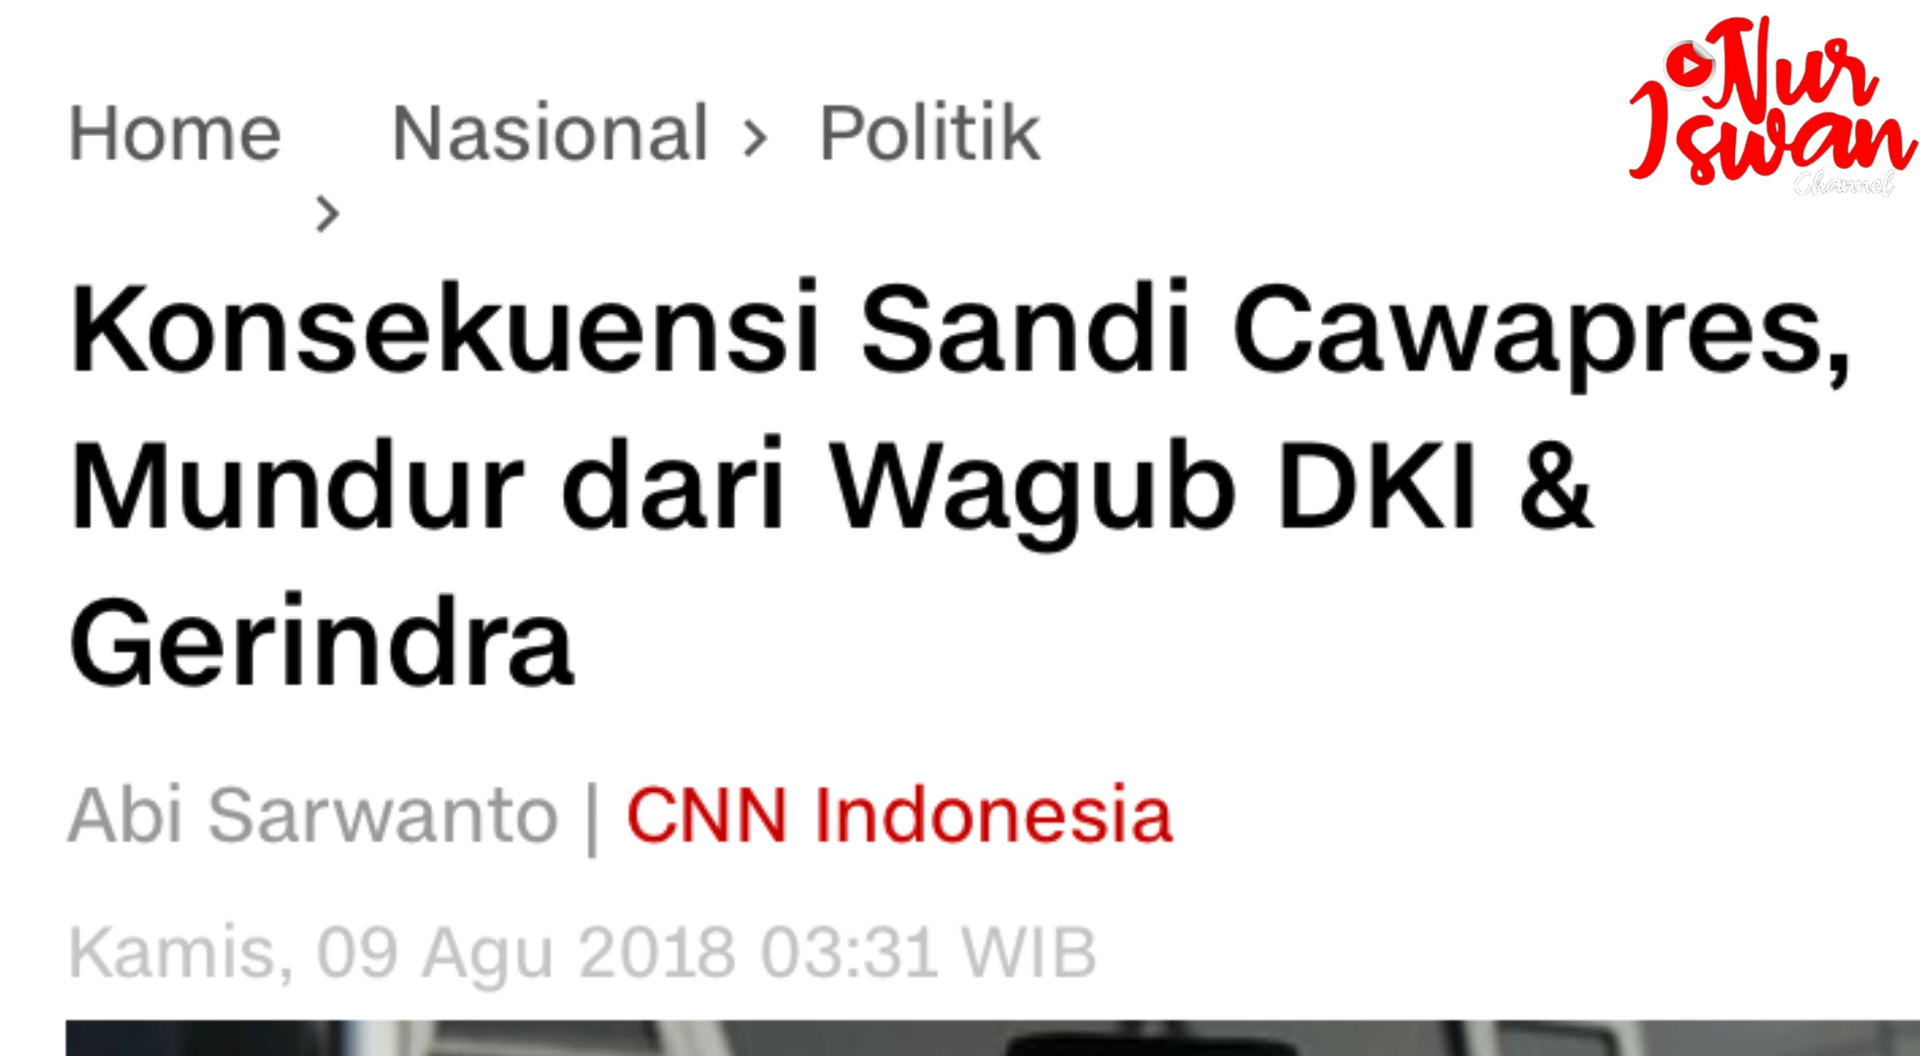 Home Nasional > Politik
>
Konsekuensi Sandi Cawapres,
Mundur dari Wagub DKI &
Gerindra
Abi Sarwanto | CNN Indonesia
Kamis, 09 Agu 2018 03:31 WIB
Nur
Iswan
Channel